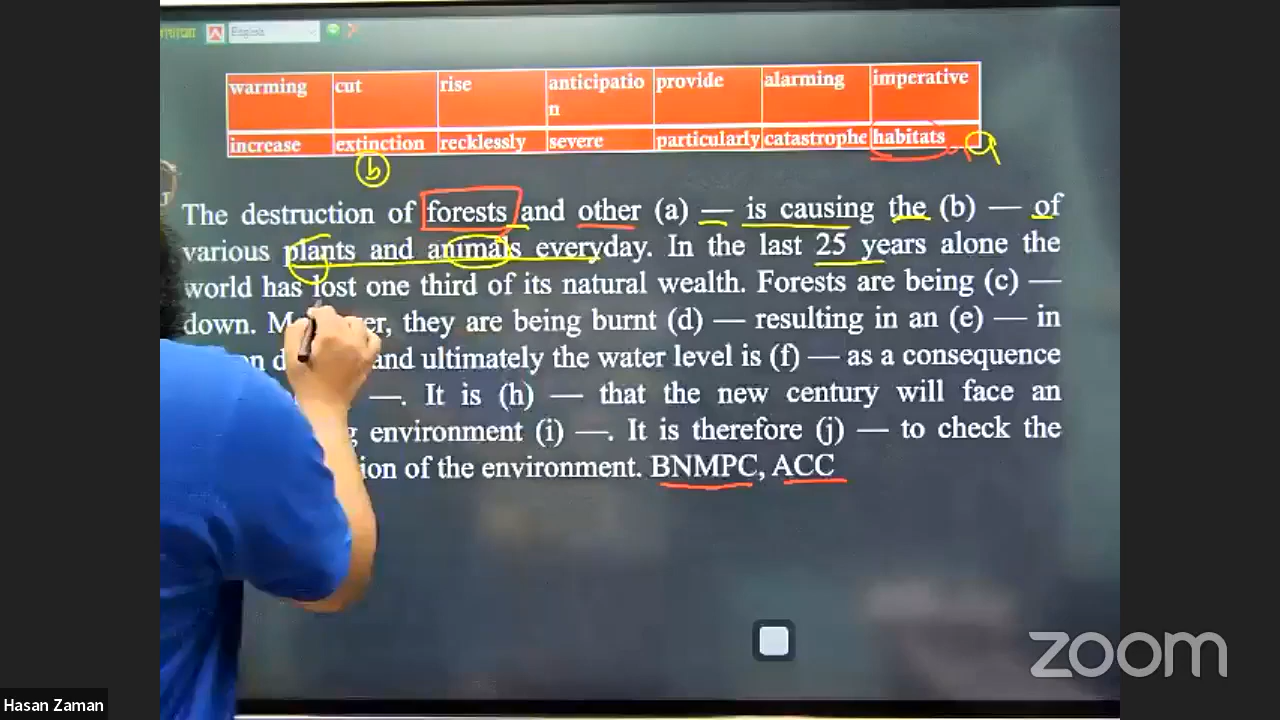 English
warming cut rise anticipatio provide alarming imperative
n
increase extinction recklessly severe particularly catastrophe habitats
a
b
The destruction of forests and other (a) — is causing the (b) — of
various plants and animals everyday. In the last 25 years alone the
world has lost one third of its natural wealth. Forests are being (c) —
down. they are being burnt (d) — resulting in an (e) — in
and ultimately the water level is (f) — as a consequence
—. It is (h) — that the new century will face an
environment (i) —. It is therefore (j) — to check the
of the environment. BNMPC, ACC
zoom
Hasan Zaman